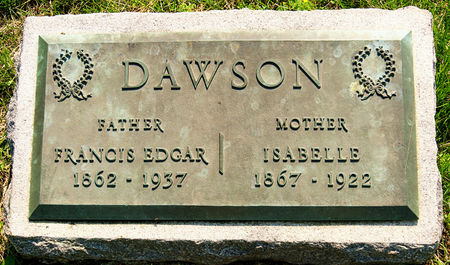 DAWSON
FATHER MOTHER
FRANCIS EDGAR ISABELLE
1862 - 1937 1867 - 1922